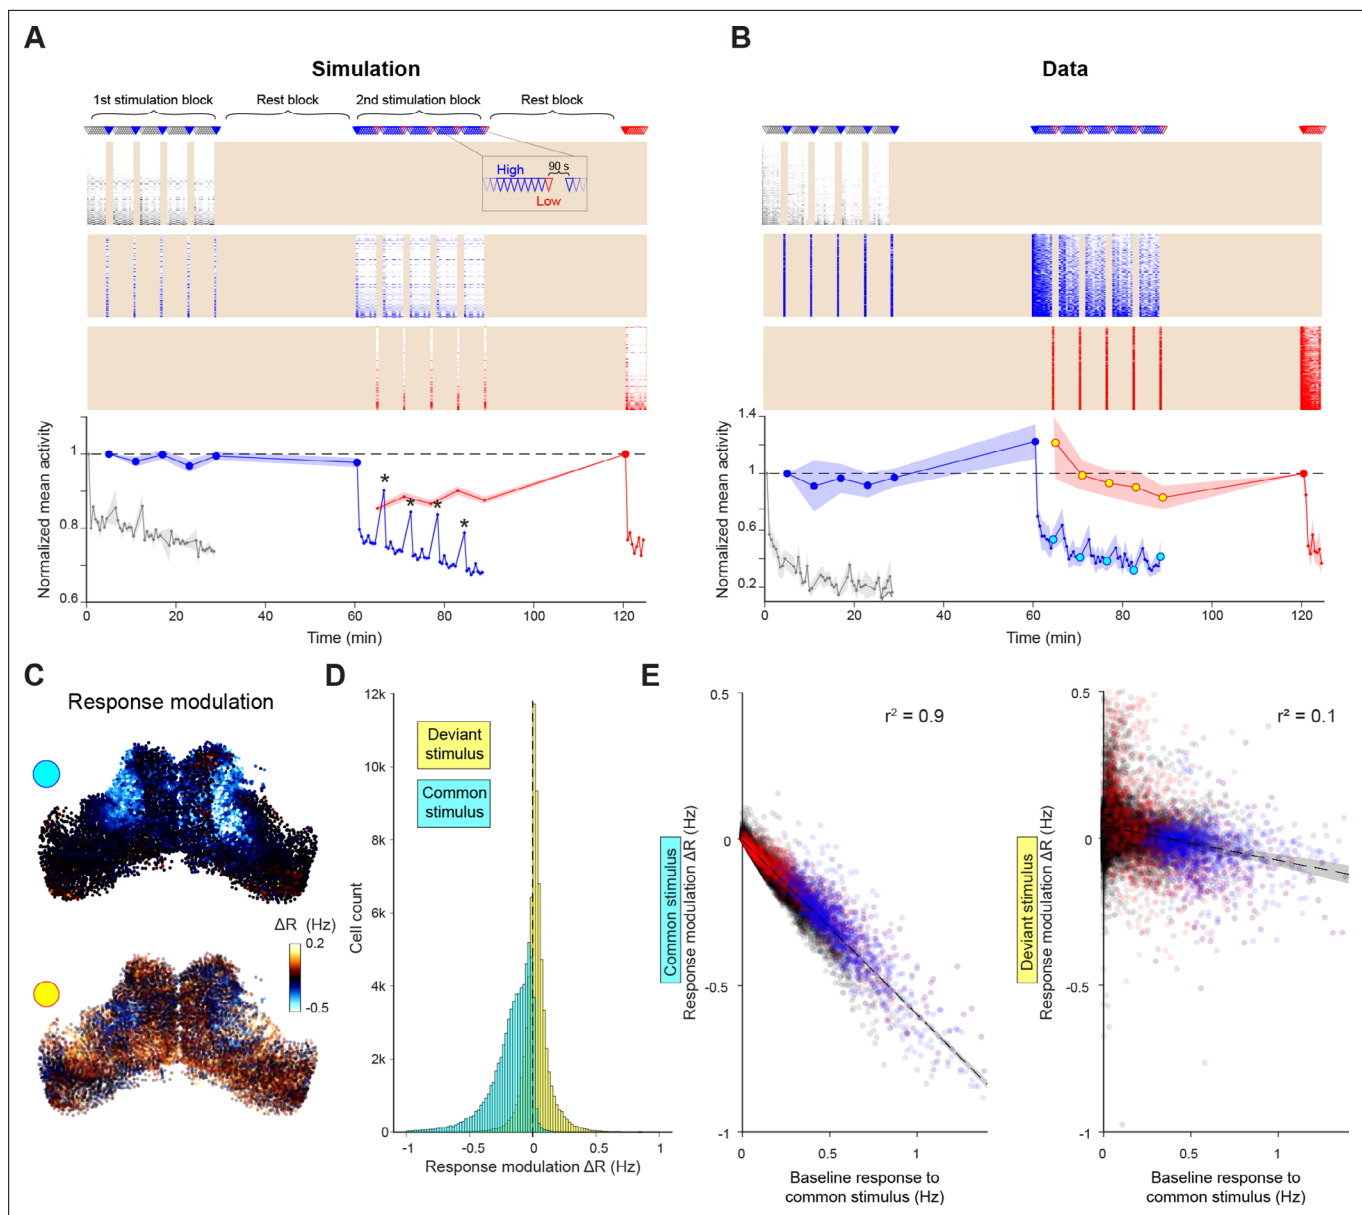 A
Simulation
1st stimulation block
Rest block
2nd stimulation block
Rest block
High
90 s
Low
Normalized mean activity
1
0.8
0.6
0
20
40
60
80
100
120
Time (min)
*
*
*
*
B
Data
Normalized mean activity
1.4
1
0.6
0.2
0
20
40
60
80
100
120
Time (min)
C
Response modulation
ΔR (Hz)
0.2
-0.5
D
12k
10k
8k
6k
4k
2k
0
Cell count
Deviant
stimulus
Common
stimulus
-1
-0.5
0
0.5
1
Response modulation ΔR (Hz)
E
Common stimulus
Response modulation ΔR (Hz)
0.5
0
-0.5
-1
r² = 0.9
0
0.5
1
Baseline response to
common stimulus (Hz)
Deviant stimulus
Response modulation ΔR (Hz)
0.5
0
-0.5
-1
r² = 0.1
0
0.5
1
Baseline response to
common stimulus (Hz)